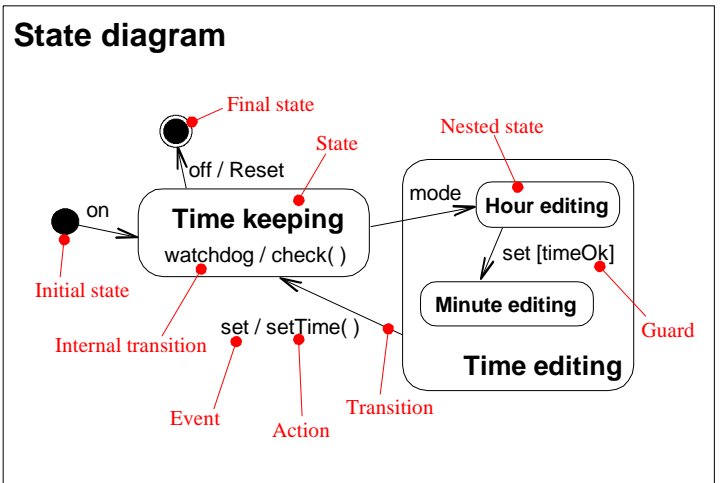 State diagram
Final state
Nested state
State
off / Reset
mode
on
Time keeping
Hour editing
watchdog / check( )
set [timeOk]
Initial state
Minute editing
set / setTime( )
Guard
Internal transition
Time editing
Transition
Event
Action